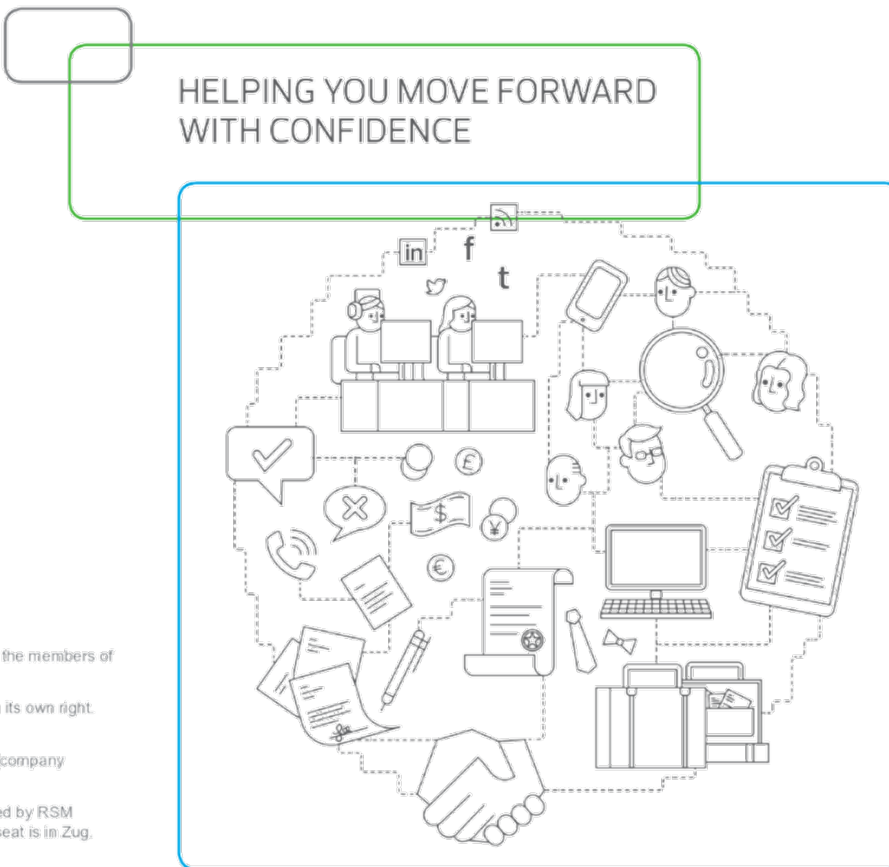 HELPING YOU MOVE FORWARD
WITH CONFIDENCE
in
f
t
£
$
¥
€
the members of
its own right.
company
ed by RSM
seat is in Zug.